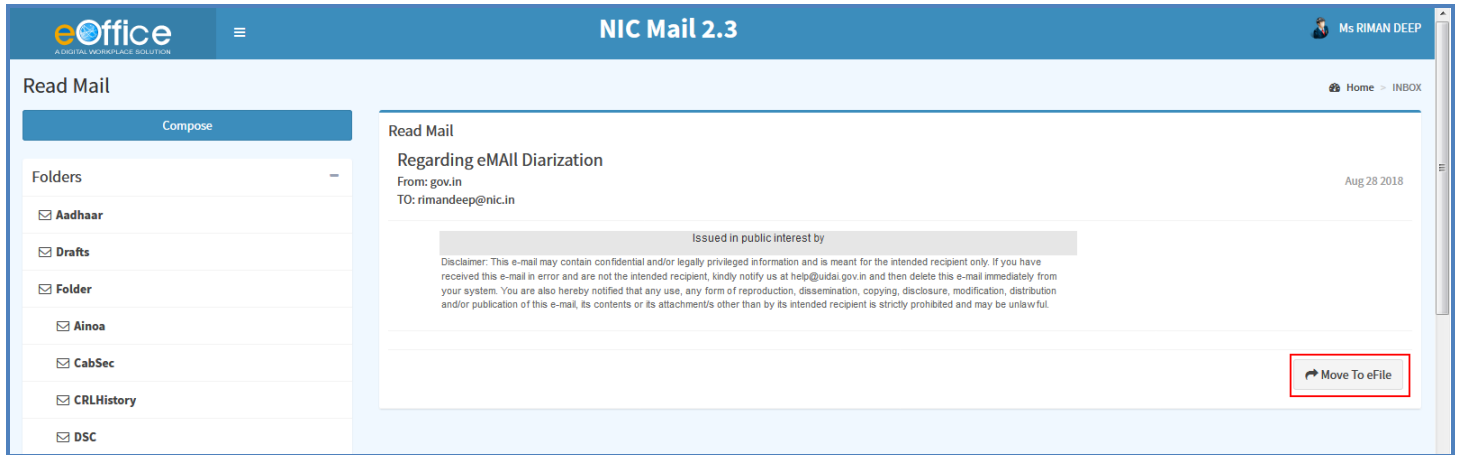 eOffice
A DIGITAL WORKPLACE SOLUTION
NIC Mail 2.3
Ms RIMAN DEEP
Read Mail
Home > INBOX
Compose
Folders
Aadhaar
Drafts
Folder
Ainoa
CabSec
CRLHistory
DSC
Read Mail
Regarding eMAIl Diarization
From: gov.in
Aug 28 2018
TO: rimandeep@nic.in
Issued in public interest by
Disclaimer: This e-mail may contain confidential and/or legally privileged information and is meant for the intended recipient only. If you have
received this e-mail in error and are not the intended recipient, kindly notify us at help@uidai.gov.in and then delete this e-mail immediately from
your system. You are also hereby notified that any use, any form of reproduction, dissemination, copying, disclosure, modification, distribution
and/or publication of this e-mail, its contents or its attachment/s other than by its intended recipient is strictly prohibited and may be unlawful.
Move To eFile